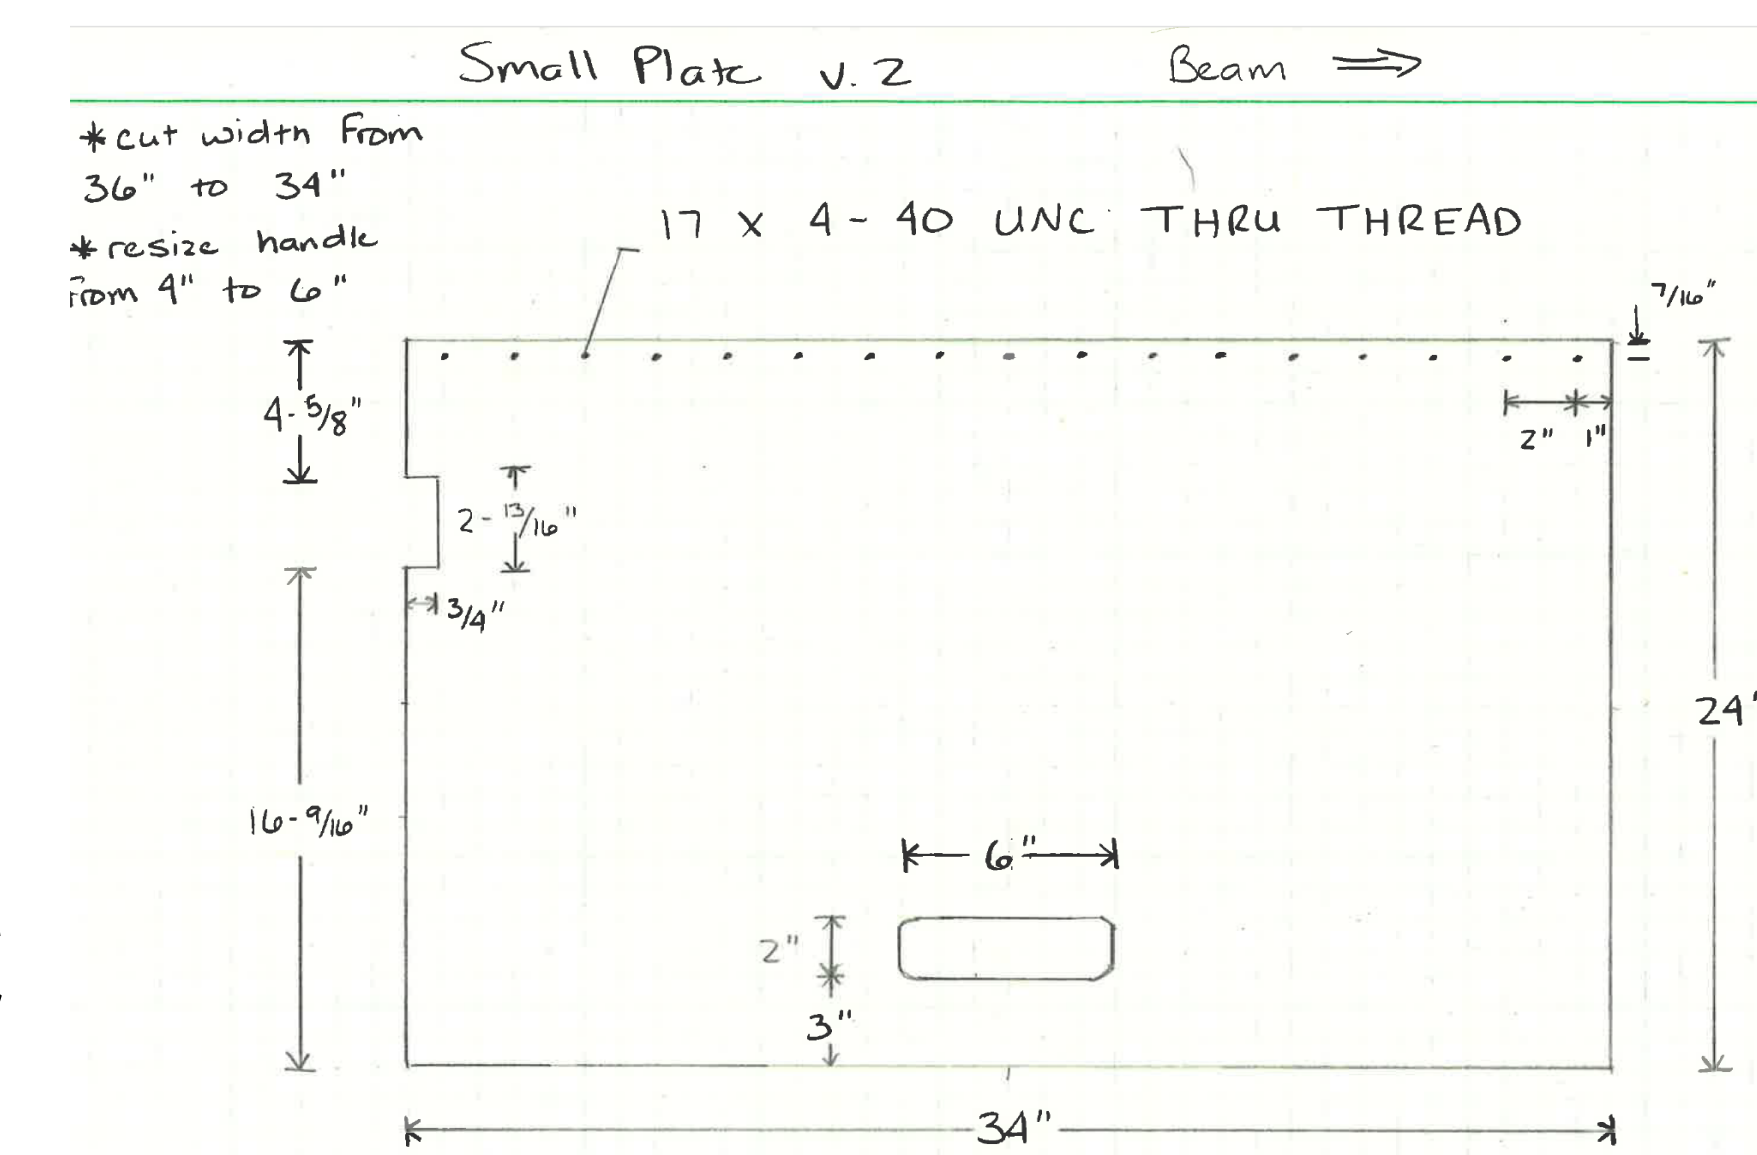 Small Plate v. 2
Beam ⇒
* cut width From
36" to 34"
* resize handle
From 4" to 6"
17 x 4-40 UNC THRU THREAD
7/16"
4-5/8"
2" 1"
2-13/16"
3/4"
24"
16-9/16"
6"
2"
3"
34"